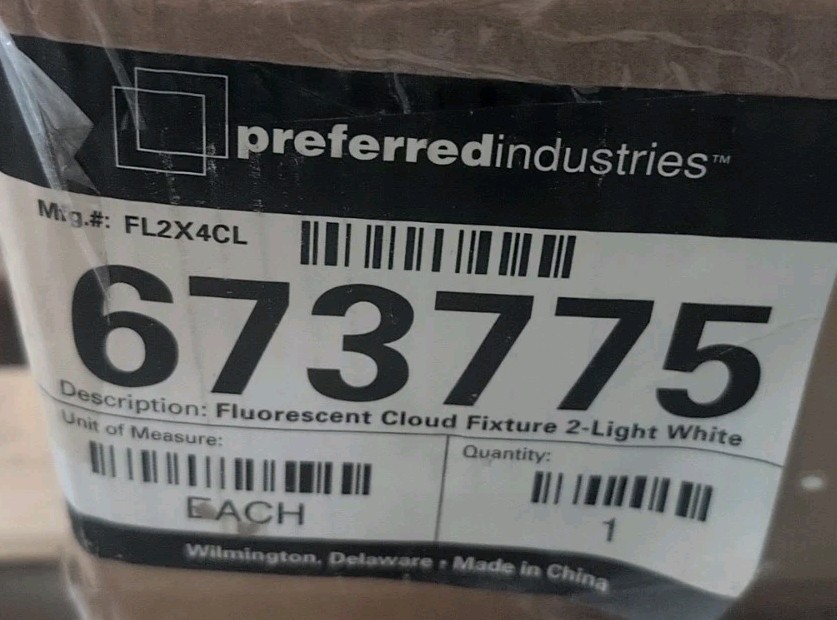 preferredindustries™
Mfg.#: FL2X4CL
673775
Description: Fluorescent Cloud Fixture 2-Light White
Unit of Measure:
EACH
Quantity:
1
Wilmington, Delaware • Made in China